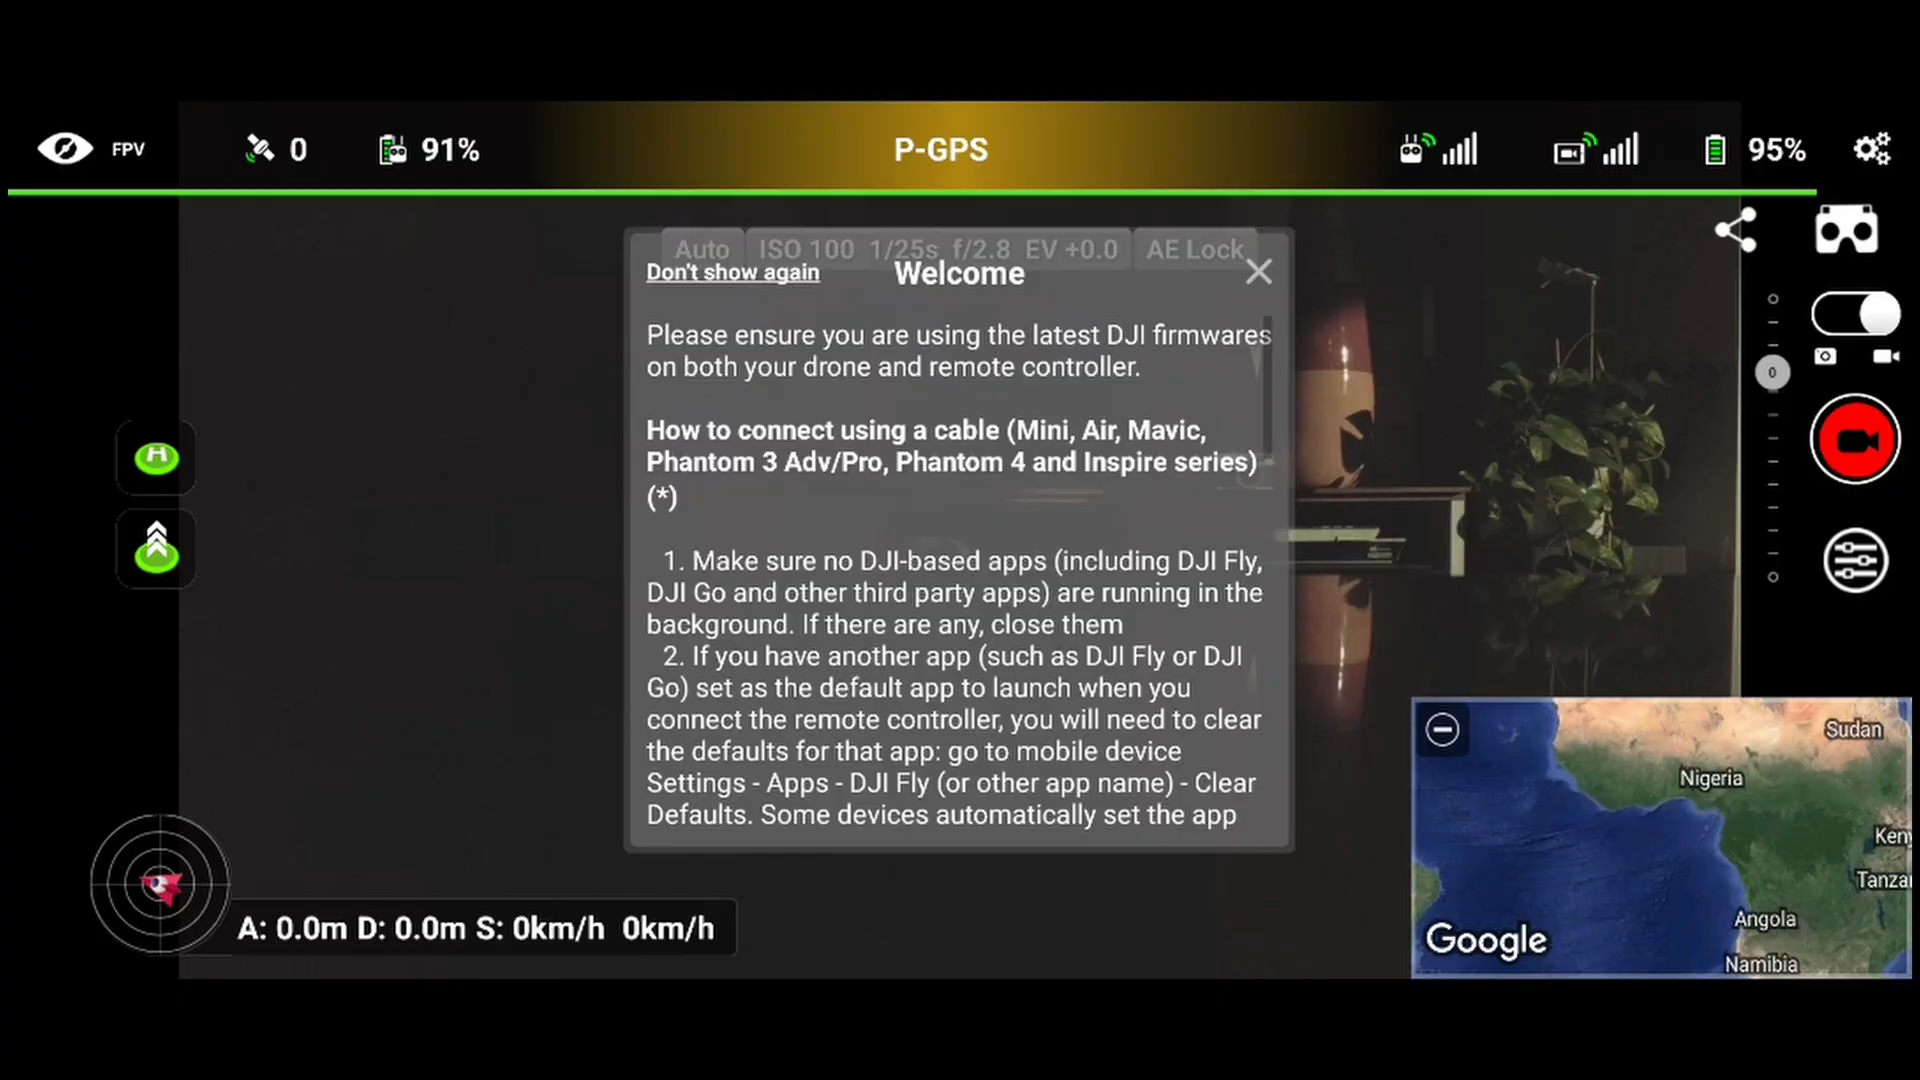 FPV
0
91%
P-GPS
95%
Auto ISO 100 1/25s f/2.8 EV +0.0 AE Lock
Don't show again
Welcome
Please ensure you are using the latest DJI firmwares
on both your drone and remote controller.
How to connect using a cable (Mini, Air, Mavic,
Phantom 3 Adv/Pro, Phantom 4 and Inspire series)
(*)
1. Make sure no DJI-based apps (including DJI Fly,
DJI Go and other third party apps) are running in the
background. If there are any, close them
2. If you have another app (such as DJI Fly or DJI
Go) set as the default app to launch when you
connect the remote controller, you will need to clear
the defaults for that app: go to mobile device
Settings - Apps - DJI Fly (or other app name) - Clear
Defaults. Some devices automatically set the app
0
H
A: 0.0m D: 0.0m S: 0km/h 0km/h
Sudan
Nigeria
Ken
Tanza
Angola
Namibia
Google